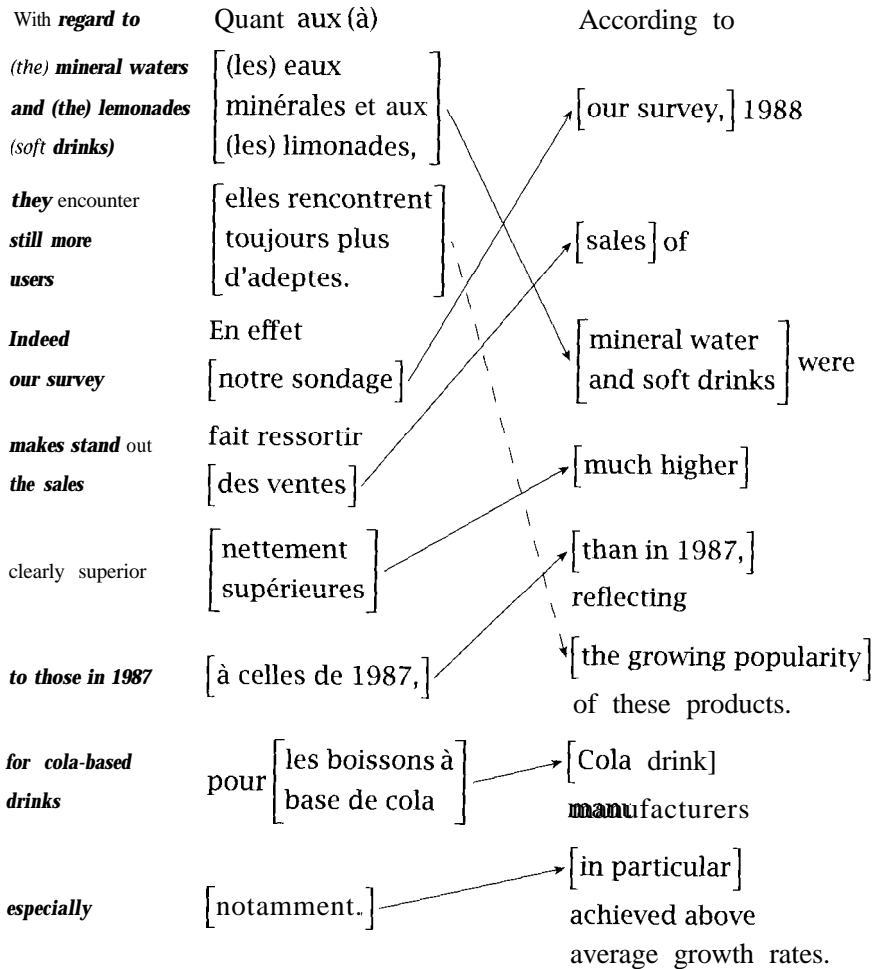 With regard to
(the) mineral waters
and (the) lemonades
(soft drinks)
they encounter
still more
users
Indeed
our survey
makes stand out
the sales
clearly superior
to those in 1987
for cola-based
drinks
especially
Quant aux (à)
[(les) eaux
minérales et aux
(les) limonades,]
[elles rencontrent
toujours plus
d'adeptes.]
En effet
[notre sondage]
fait ressortir
[des ventes]
[nettement
supérieures]
[à celles de 1987,]
pour [les boissons à
base de cola]
[notamment.]
According to
[our survey,] 1988
[sales] of
[mineral water
and soft drinks] were
[much higher]
[than in 1987,]
reflecting
[the growing popularity]
of these products.
[Cola drink]
manufacturers
[in particular]
achieved above
average growth rates.